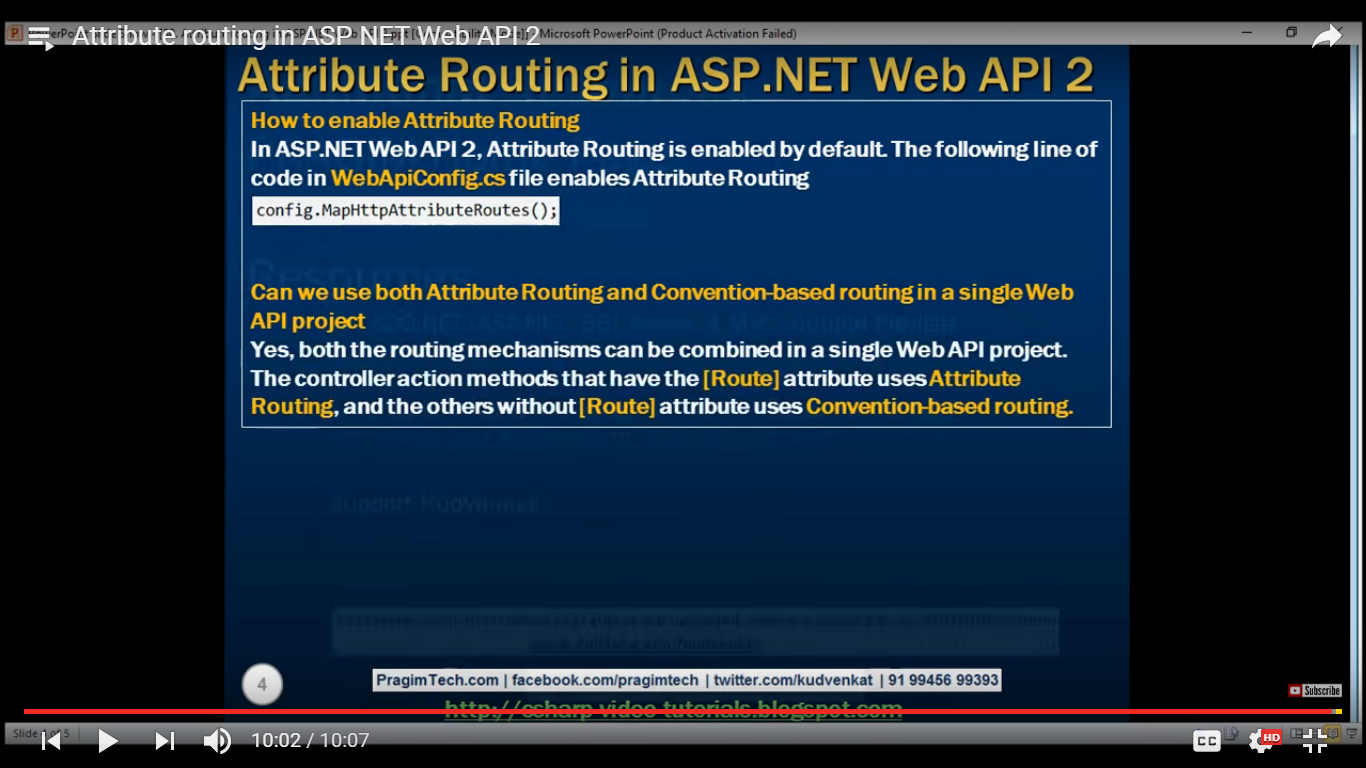 Attribute routing in ASP NET Web API 2
Microsoft PowerPoint (Product Activation Failed)
Attribute Routing in ASP.NET Web API 2
How to enable Attribute Routing
In ASP.NET Web API 2, Attribute Routing is enabled by default. The following line of
code in WebApiConfig.cs file enables Attribute Routing
config.MapHttpAttributeRoutes();
Can we use both Attribute Routing and Convention-based routing in a single Web
API project
Yes, both the routing mechanisms can be combined in a single Web API project.
The controller action methods that have the [Route] attribute uses Attribute
Routing, and the others without [Route] attribute uses Convention-based routing.
4
PragimTech.com | facebook.com/pragimtech | twitter.com/kudvenkat | 91 99456 99393
Subscribe
http://csharp-video-tutorials.blogspot.com
Slide of 5
10:02 / 10:07
CC
HD